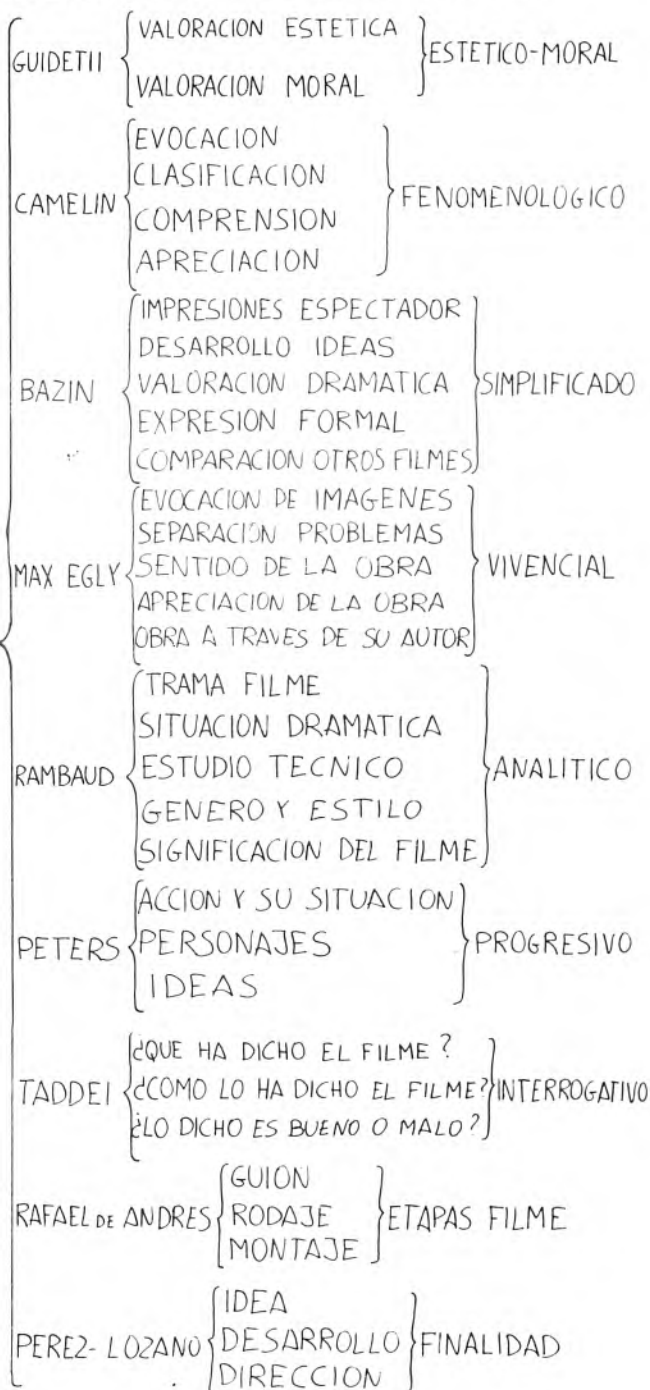 GUIDETII
VALORACION ESTETICA
VALORACION MORAL
ESTETICO-MORAL
CAMELIN
EVOCACION
CLASIFICACION
COMPRENSION
APRECIACION
FENOMENOLOGICO
BAZIN
IMPRESIONES ESPECTADOR
DESARROLLO IDEAS
VALORACION DRAMATICA
EXPRESION FORMAL
COMPARACION OTROS FILMES
SIMPLIFICADO
MAX EGLY
EVOCACION DE IMAGENES
SEPARACION PROBLEMAS
SENTIDO DE LA OBRA
APRECIACION DE LA OBRA
OBRA A TRAVES DE SU AUTOR
VIVENCIAL
RAMBAUD
TRAMA FILME
SITUACION DRAMATICA
ESTUDIO TECNICO
GENERO Y ESTILO
SIGNIFICACION DEL FILME
ANALITICO
PETERS
ACCION Y SU SITUACION
PERSONAJES
IDEAS
PROGRESIVO
TADDEI
¿QUE HA DICHO EL FILME?
¿COMO LO HA DICHO EL FILME?
¿LO DICHO ES BUENO O MALO?
INTERROGATIVO
RAFAEL DE ANDRES
GUION
RODAJE
MONTAJE
ETAPAS FILME
PEREZ-LOZANO
IDEA
DESARROLLO
DIRECCION
FINALIDAD